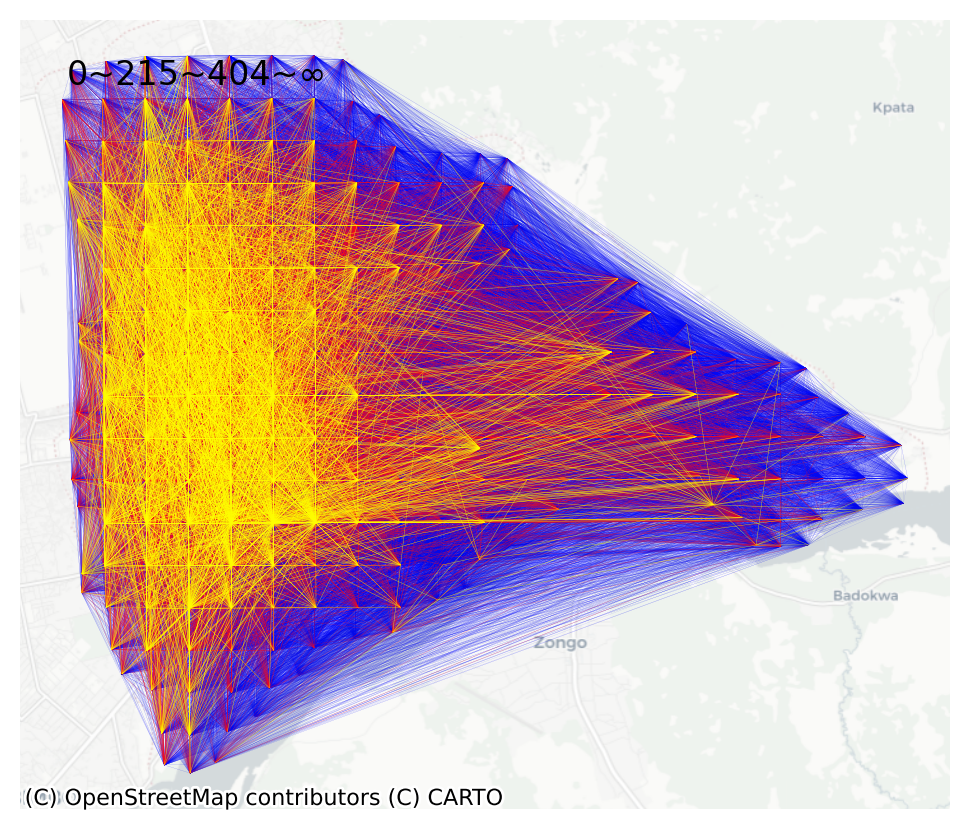 0~215~404~∞
Kpata
Badokwa
Zongo
(C) OpenStreetMap contributors (C) CARTO